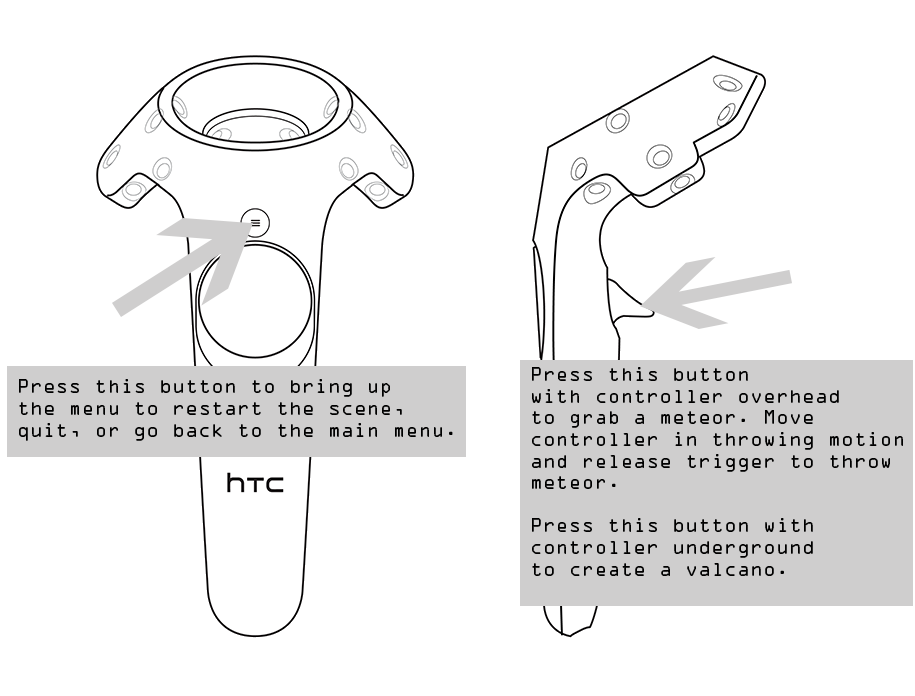 Press this button to bring up
the menu to restart the scene,
quit, or go back to the main menu.
hTC
Press this button
with controller overhead
to grab a meteor. Move
controller in throwing motion
and release trigger to throw
meteor.
Press this button with
controller underground
to create a valcano.